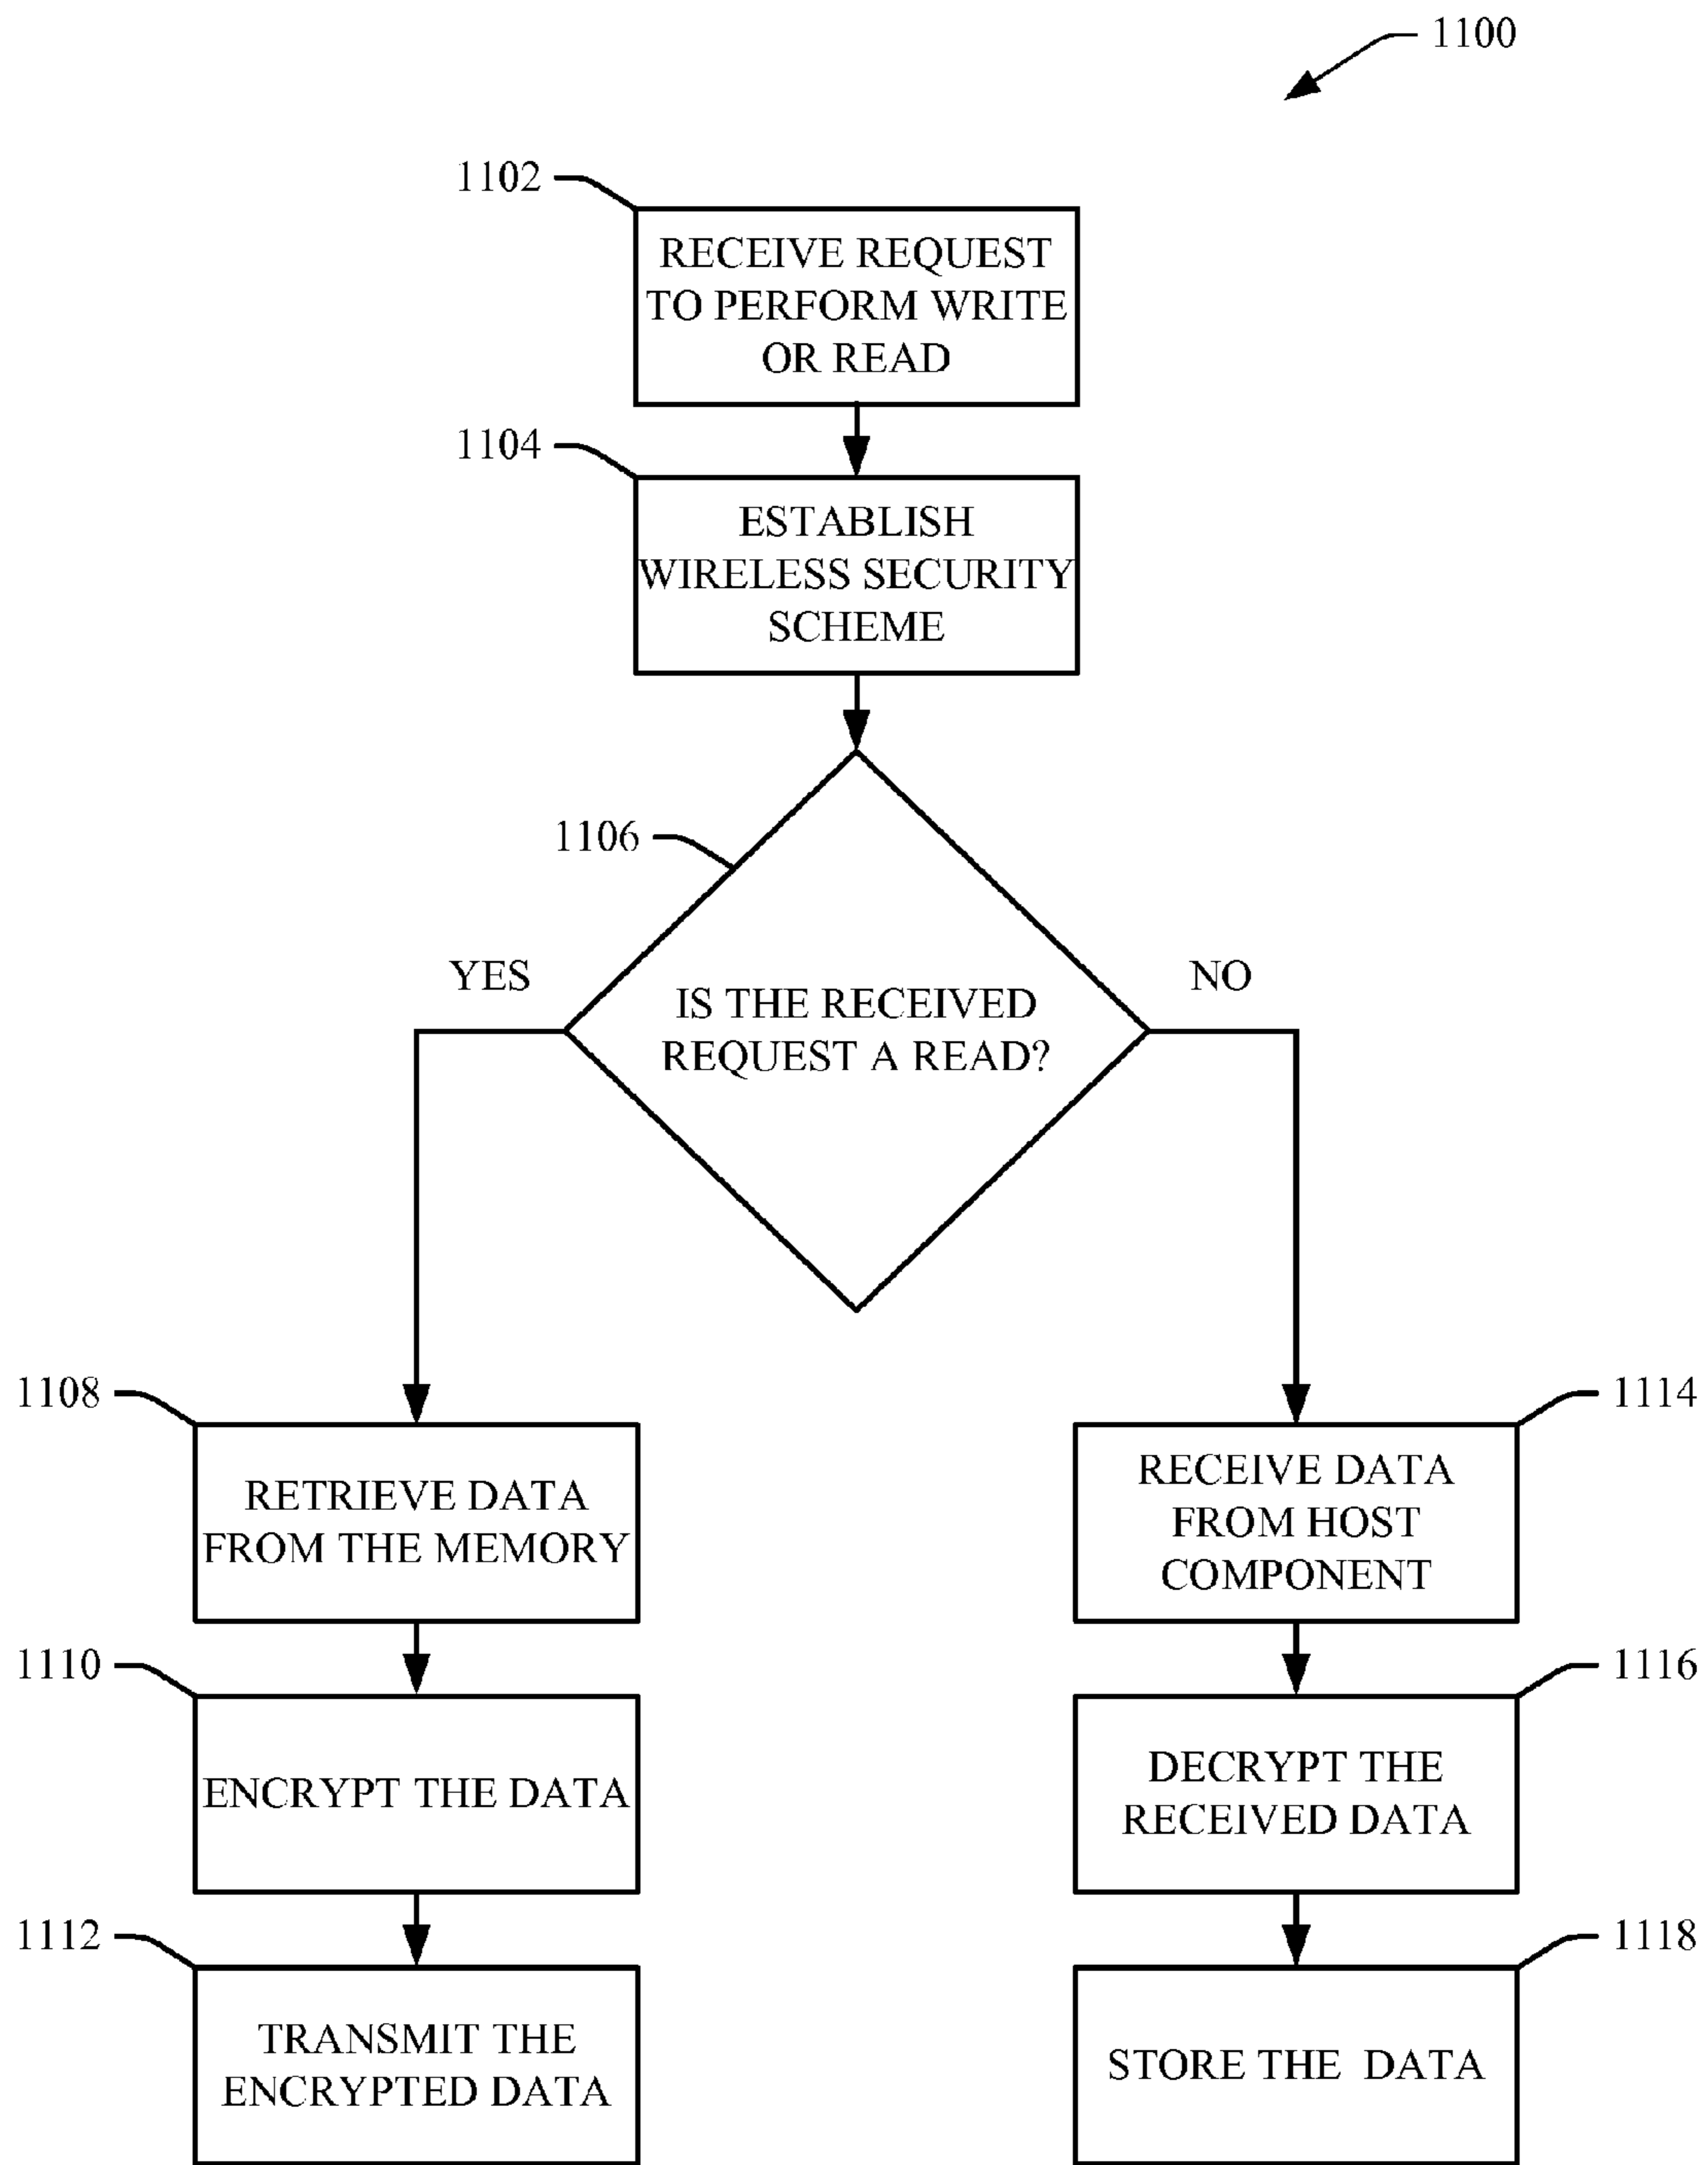 1100
1102
RECEIVE REQUEST
TO PERFORM WRITE
OR READ
1104
ESTABLISH
WIRELESS SECURITY
SCHEME
1106
YES
NO
IS THE RECEIVED
REQUEST A READ?
1108
RETRIEVE DATA
FROM THE MEMORY
1110
ENCRYPT THE DATA
1112
TRANSMIT THE
ENCRYPTED DATA
1114
RECEIVE DATA
FROM HOST
COMPONENT
1116
DECRYPT THE
RECEIVED DATA
1118
STORE THE DATA